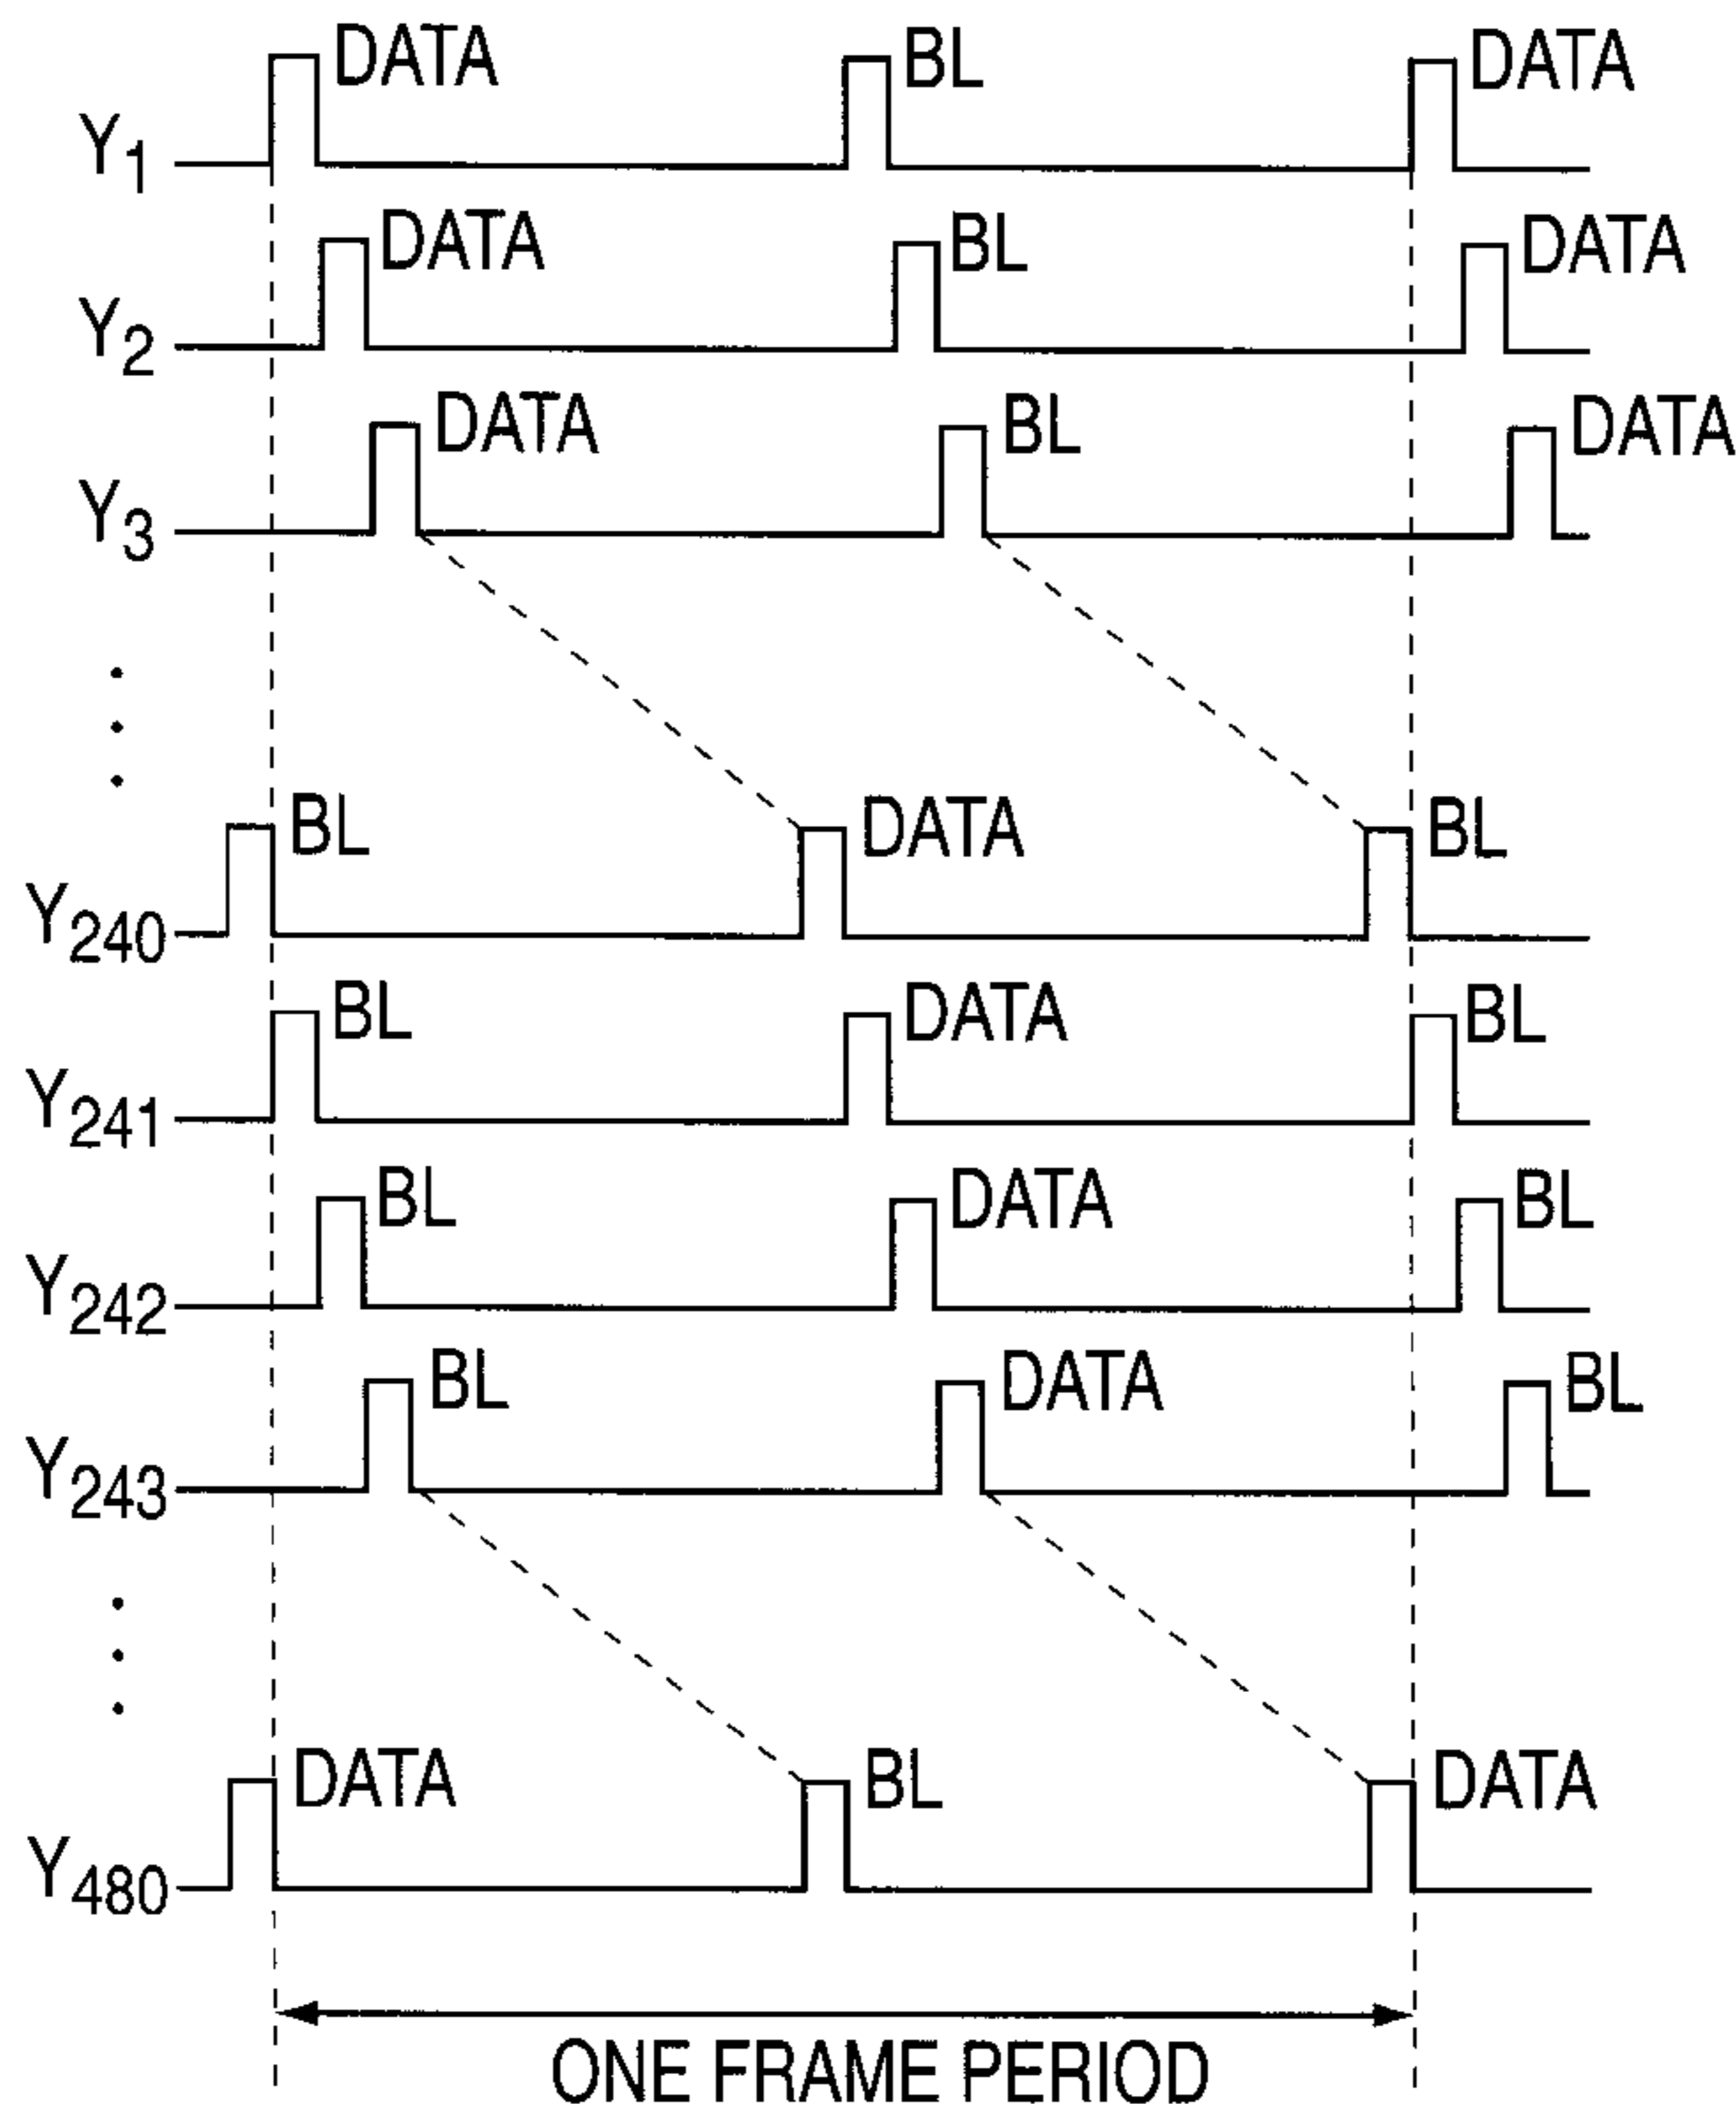 DATA BL DATA
Y1
DATA BL DATA
Y2
DATA BL DATA
Y3
BL DATA BL
Y240
BL DATA BL
Y241
BL DATA BL
Y242
BL DATA BL
Y243
DATA BL DATA
Y480
ONE FRAME PERIOD